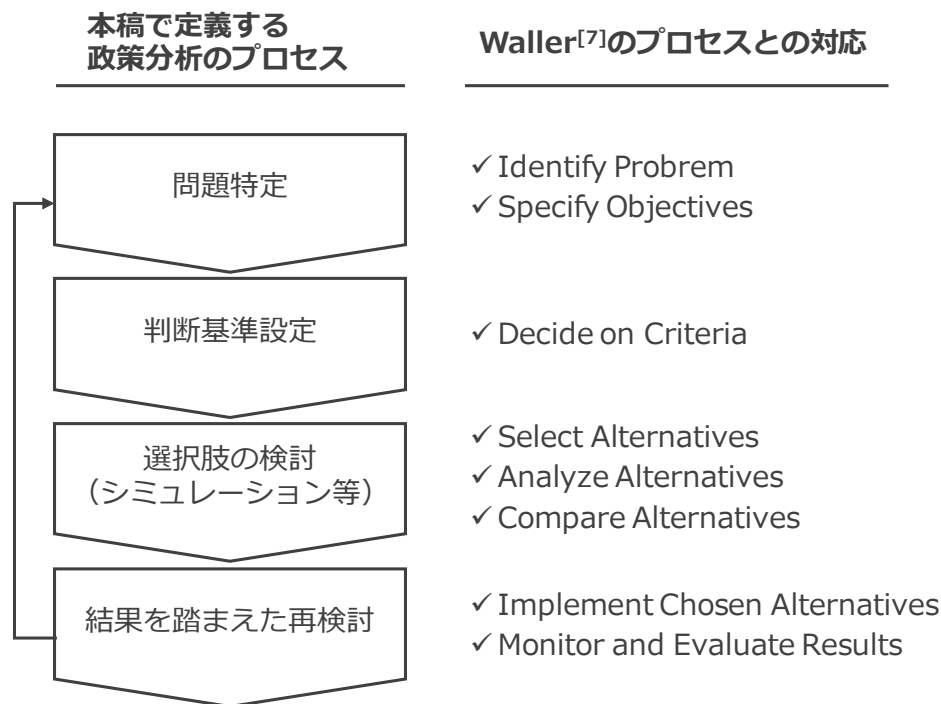 本稿で定義する
政策分析のプロセス
Waller[7]のプロセスとの対応
問題特定
✓ Identify Probrem
✓ Specify Objectives
判断基準設定
✓ Decide on Criteria
選択肢の検討
（シミュレーション等）
✓ Select Alternatives
✓ Analyze Alternatives
✓ Compare Alternatives
結果を踏まえた再検討
✓ Implement Chosen Alternatives
✓ Monitor and Evaluate Results